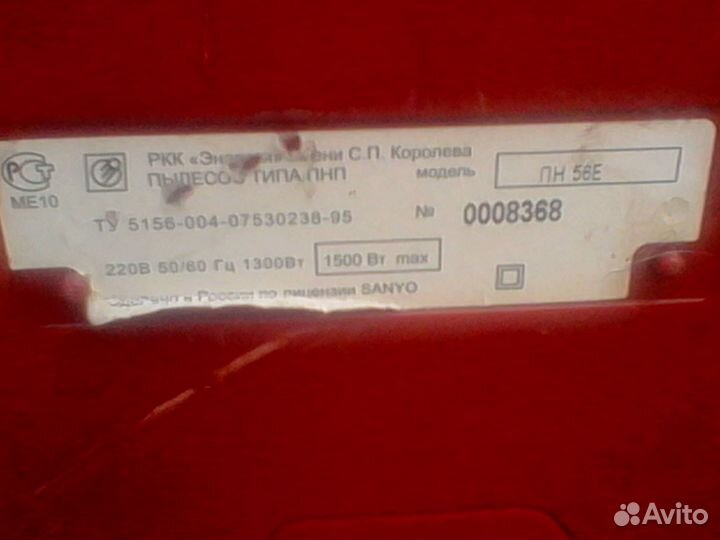 РСТ
РКК «Энергия» имени С.П. Королева
МЕ10
ПЫЛЕСОС ТИПА ПНП
модель
ПН 56Е
ТУ 5156-004-07530238-95
№ 0008368
220В 50/60 Гц 1300Вт
1500 Вт max
Сделано в России по лицензии SANYO
Avito